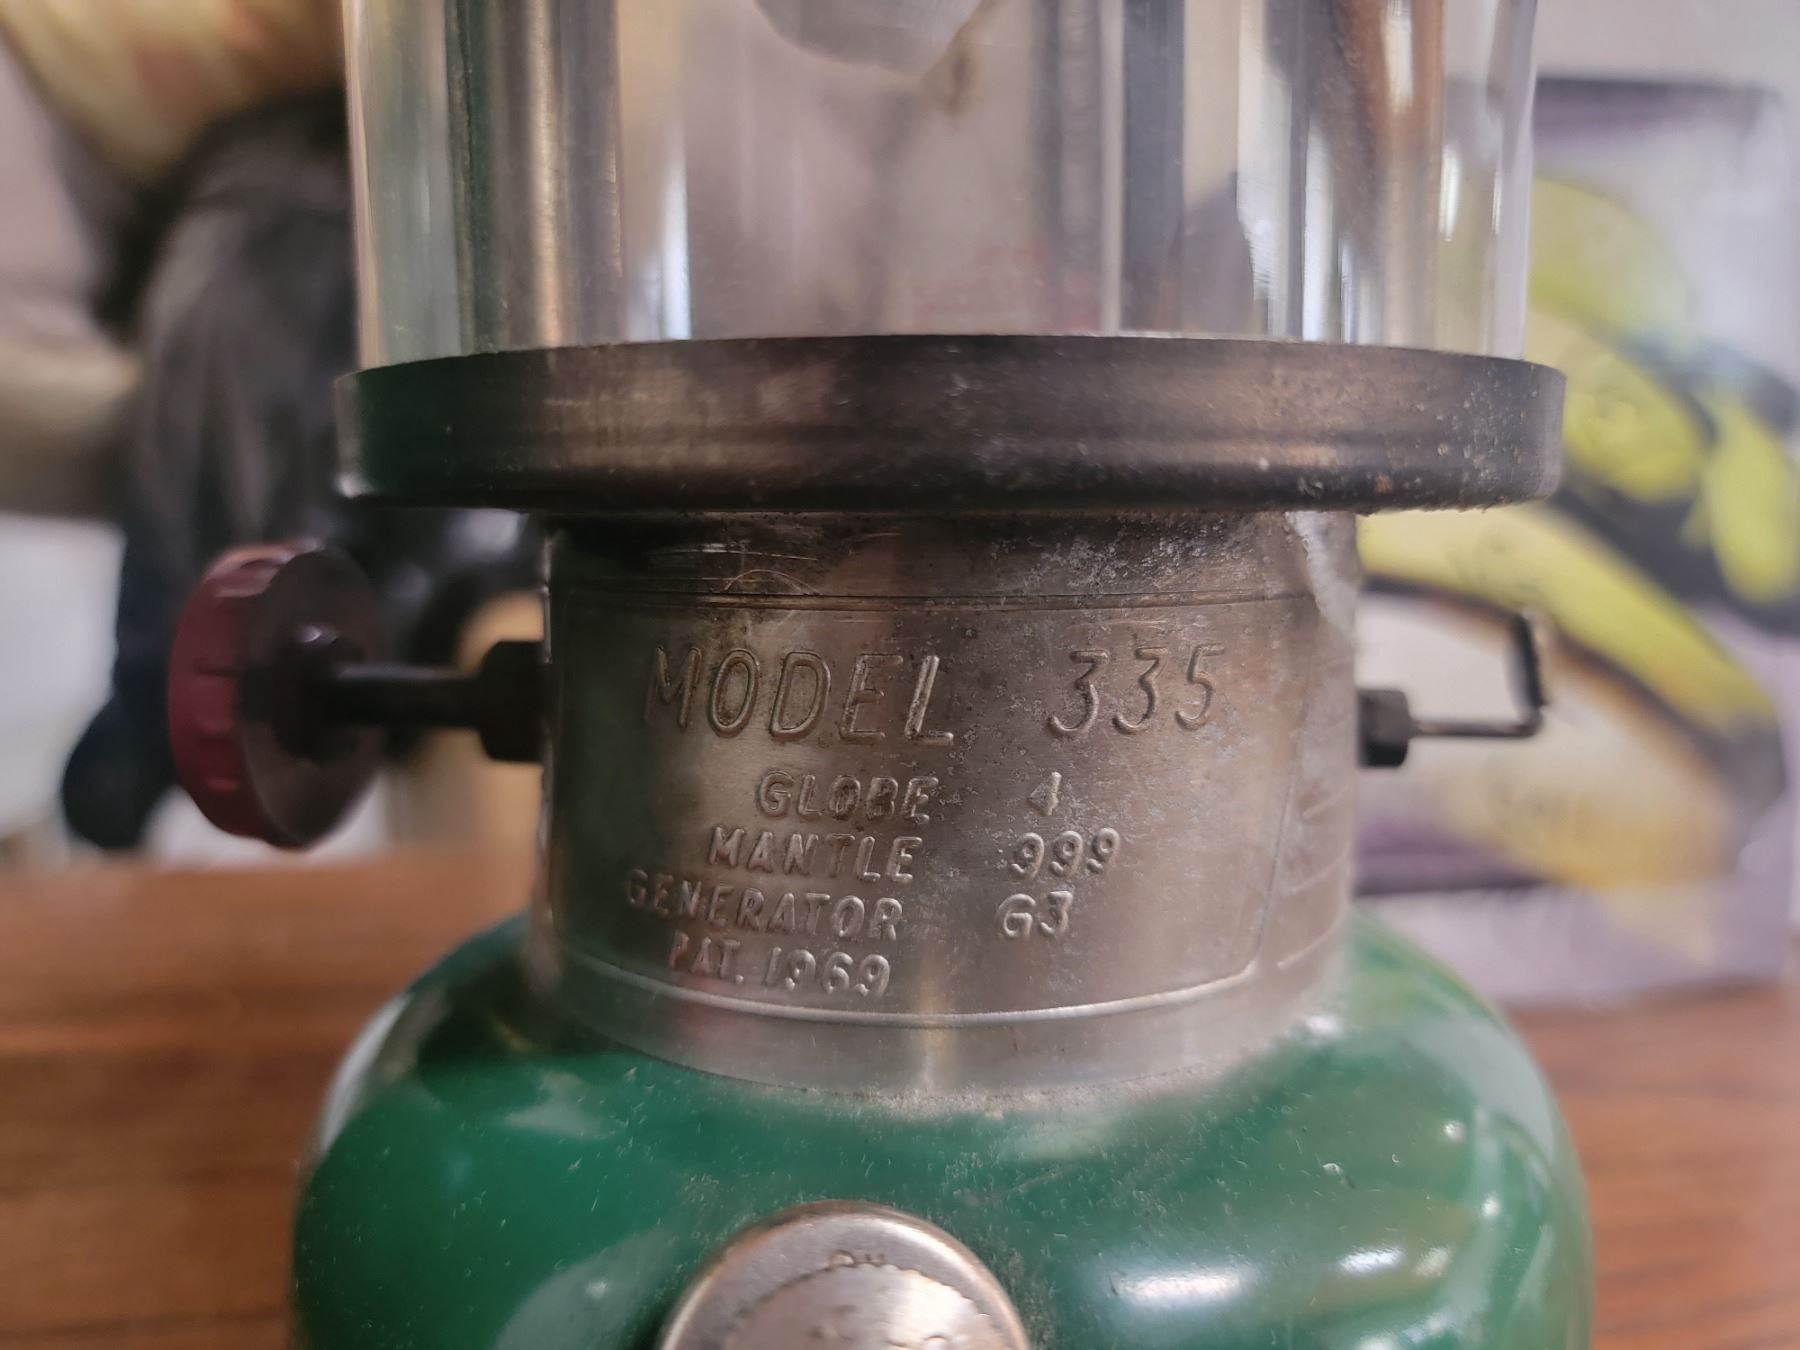 MODEL 335
GLOBE 4
MANTLE 999
GENERATOR G3
PAT. 1969